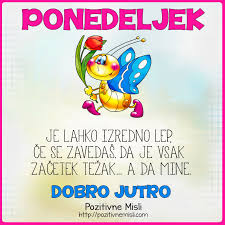 PONEDELJEK
JE LAHKO IZREDNO LEP,
ČE SE ZAVEDAŠ, DA JE VSAK
ZAČETEK TEŽAK... A DA MINE.
DOBRO JUTRO
Pozitivne Misli
http://pozitivnemisli.com